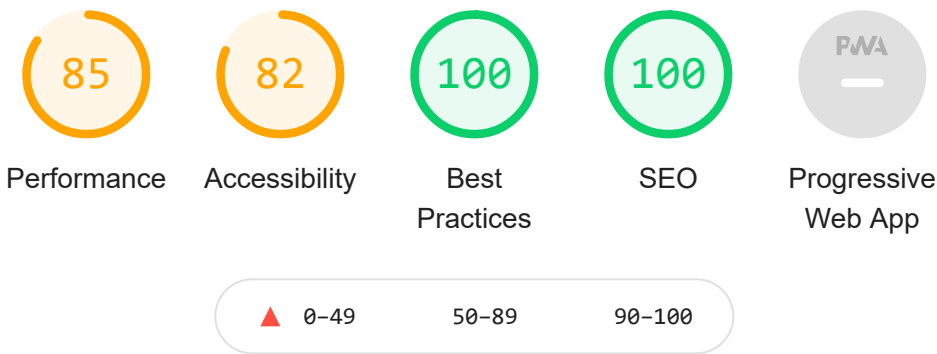 85 82 100 100 PWA
Performance Accessibility Best Practices SEO Progressive Web App
0–49 50–89 90–100